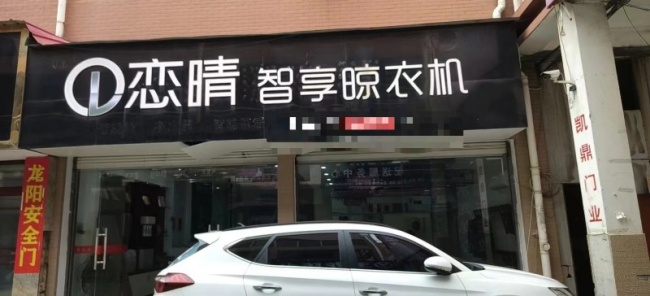 恋晴 智享晾衣机
龙阳安全门
凯鼎门业